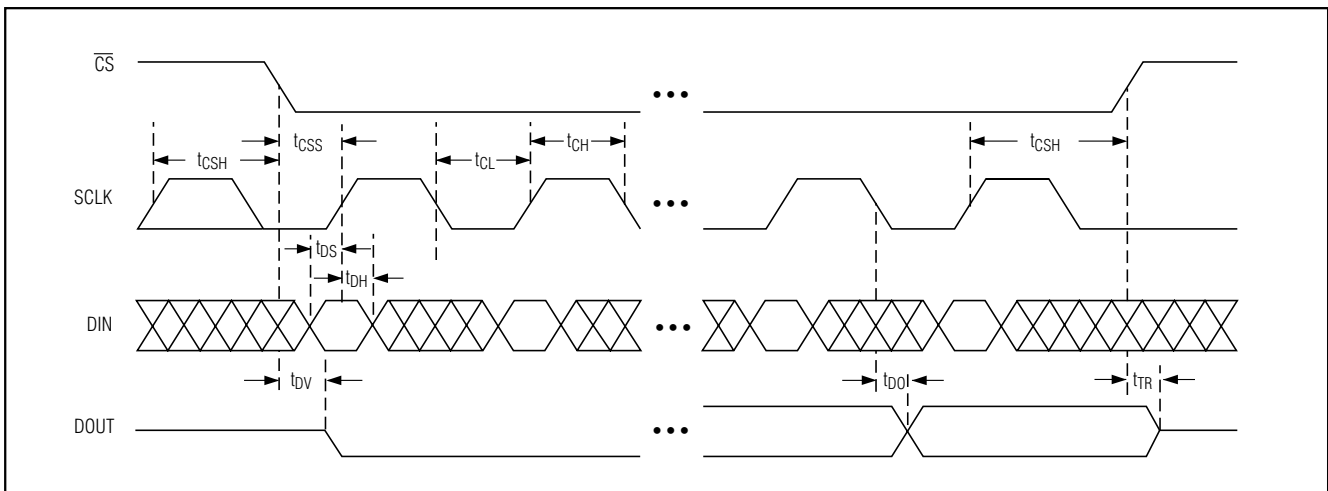 CS
•••
tCSS
tCH
tCSH
tCL
tCSH
SCLK
•••
tDS
tDH
DIN
•••
tDV
tDO
tTR
DOUT
•••